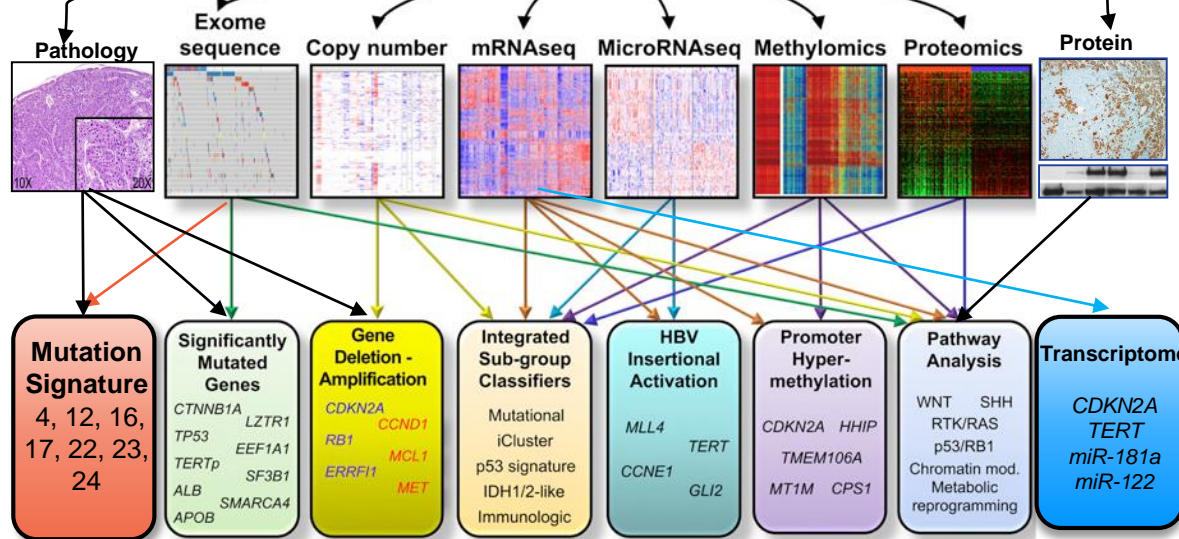 Pathology
Exome
sequence
Copy number
mRNAseq
MicroRNAseq
Methylomics
Proteomics
Protein
10X
20X
Mutation
Signature
4, 12, 16,
17, 22, 23,
24
Significantly
Mutated
Genes
CTNNB1A
LZTR1
TP53
EEF1A1
TERTp
SF3B1
ALB
SMARCA4
APOB
Gene
Deletion -
Amplification
CDKN2A
CCND1
RB1
MCL1
ERRFI1
MET
Integrated
Sub-group
Classifiers
Mutational
iCluster
p53 signature
IDH1/2-like
Immunologic
HBV
Insertional
Activation
MLL4
TERT
CCNE1
GLI2
Promoter
Hyper-
methylation
CDKN2A HHIP
TMEM106A
MT1M CPS1
Pathway
Analysis
WNT SHH
RTK/RAS
p53/RB1
Chromatin mod.
Metabolic
reprogramming
Transcriptome
CDKN2A
TERT
miR-181a
miR-122